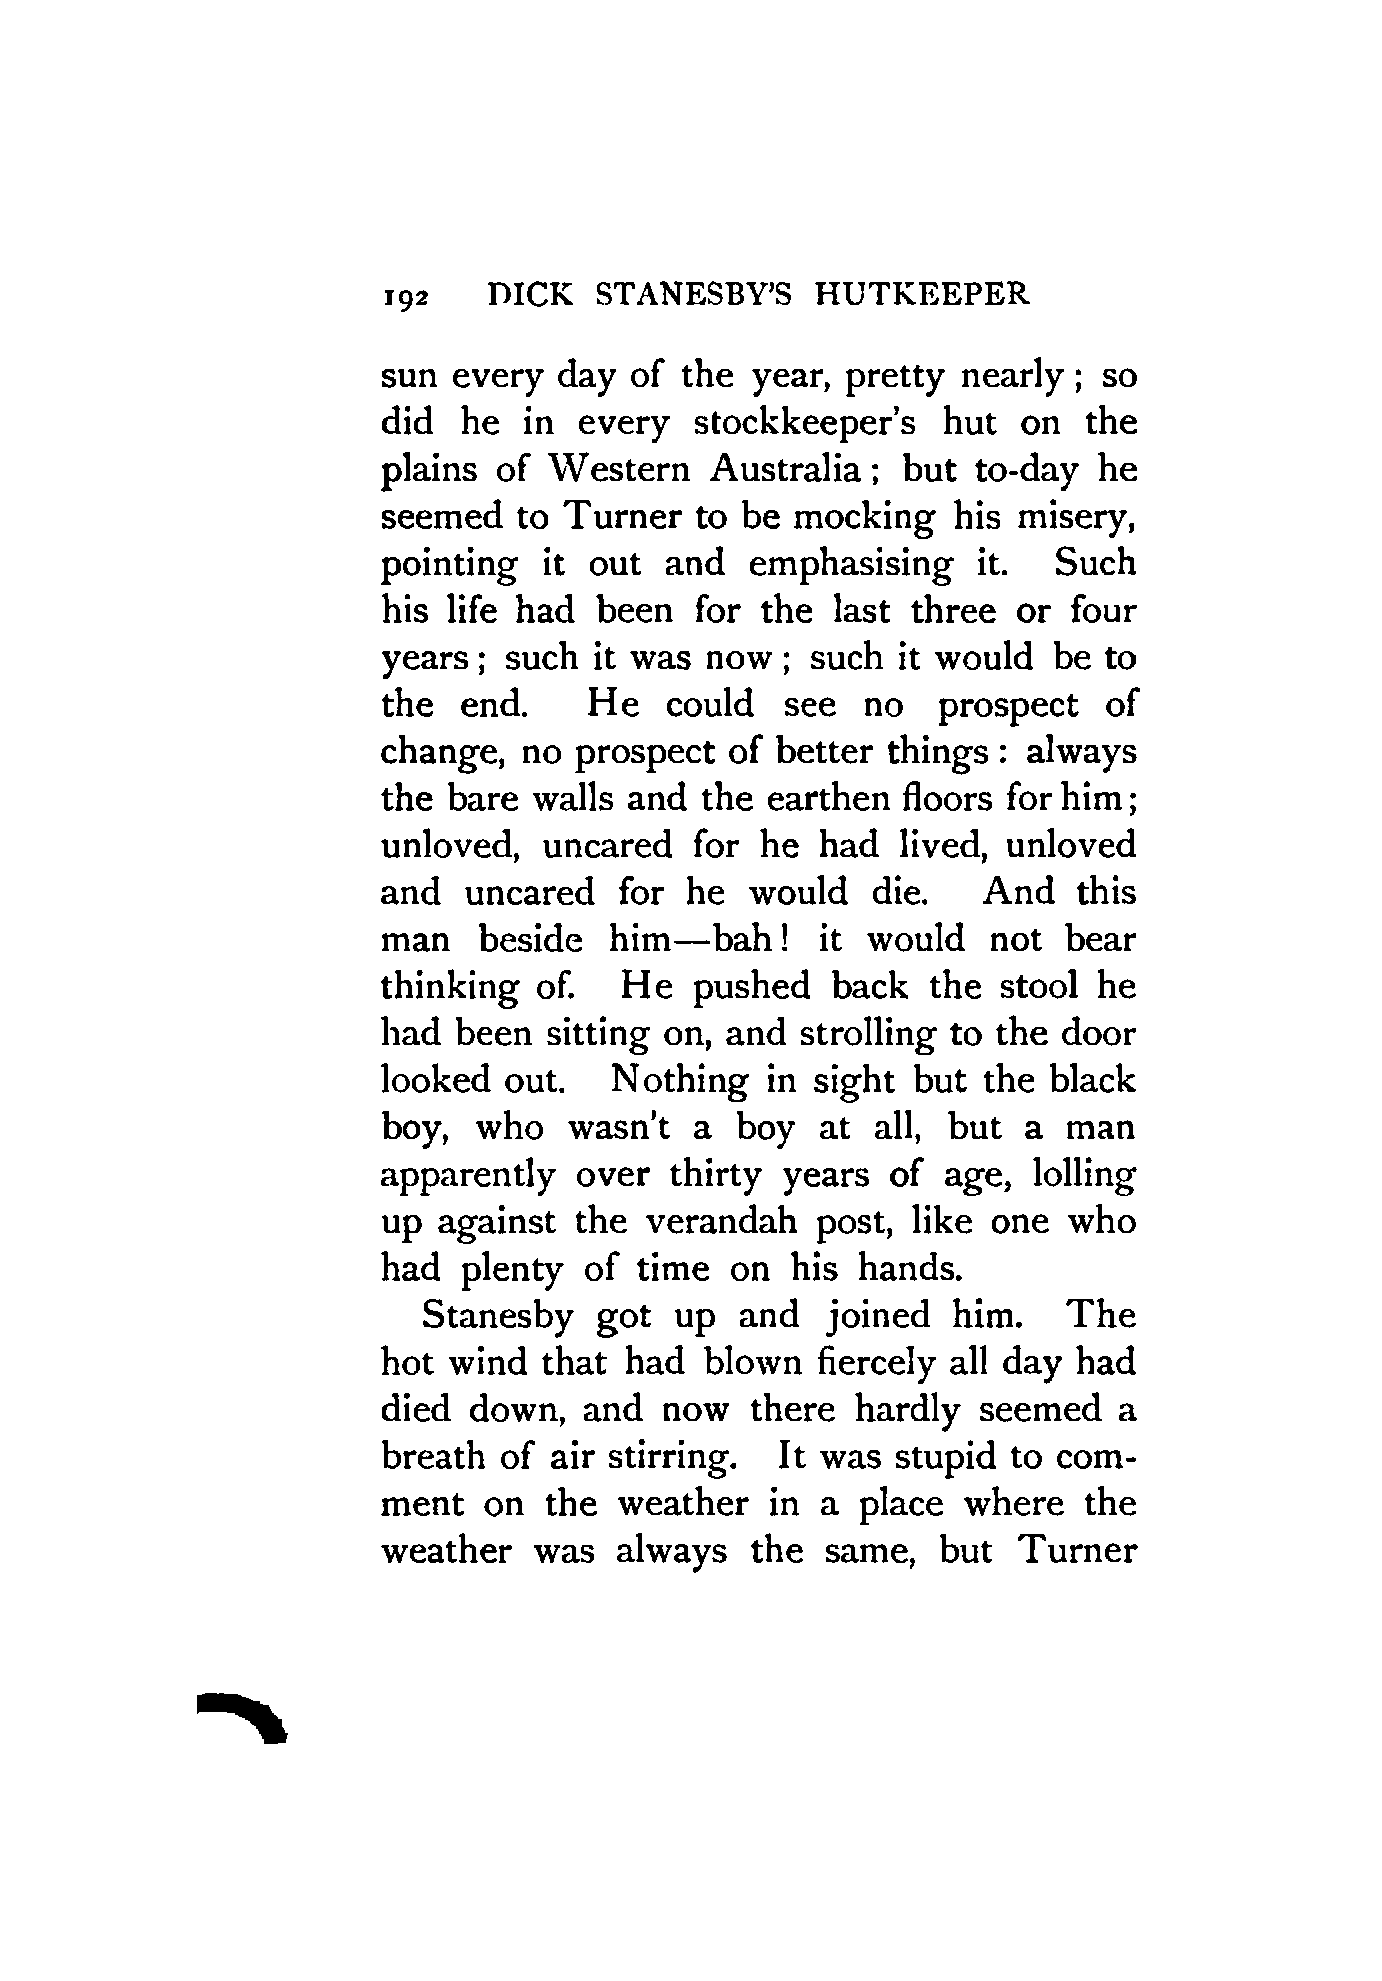 192 DICK STANESBY'S HUTKEEPER
sun every day of the year, pretty nearly ; so
did he in every stockkeeper's hut on the
plains of Western Australia ; but to-day he
seemed to Turner to be mocking his misery,
pointing it out and emphasising it. Such
his life had been for the last three or four
years ; such it was now ; such it would be to
the end. He could see no prospect of
change, no prospect of better things : always
the bare walls and the earthen floors for him ;
unloved, uncared for he had lived, unloved
and uncared for he would die. And this
man beside him—bah ! it would not bear
thinking of. He pushed back the stool he
had been sitting on, and strolling to the door
looked out. Nothing in sight but the black
boy, who wasn't a boy at all, but a man
apparently over thirty years of age, lolling
up against the verandah post, like one who
had plenty of time on his hands.
Stanesby got up and joined him. The
hot wind that had blown fiercely all day had
died down, and now there hardly seemed a
breath of air stirring. It was stupid to com-
ment on the weather in a place where the
weather was always the same, but Turner